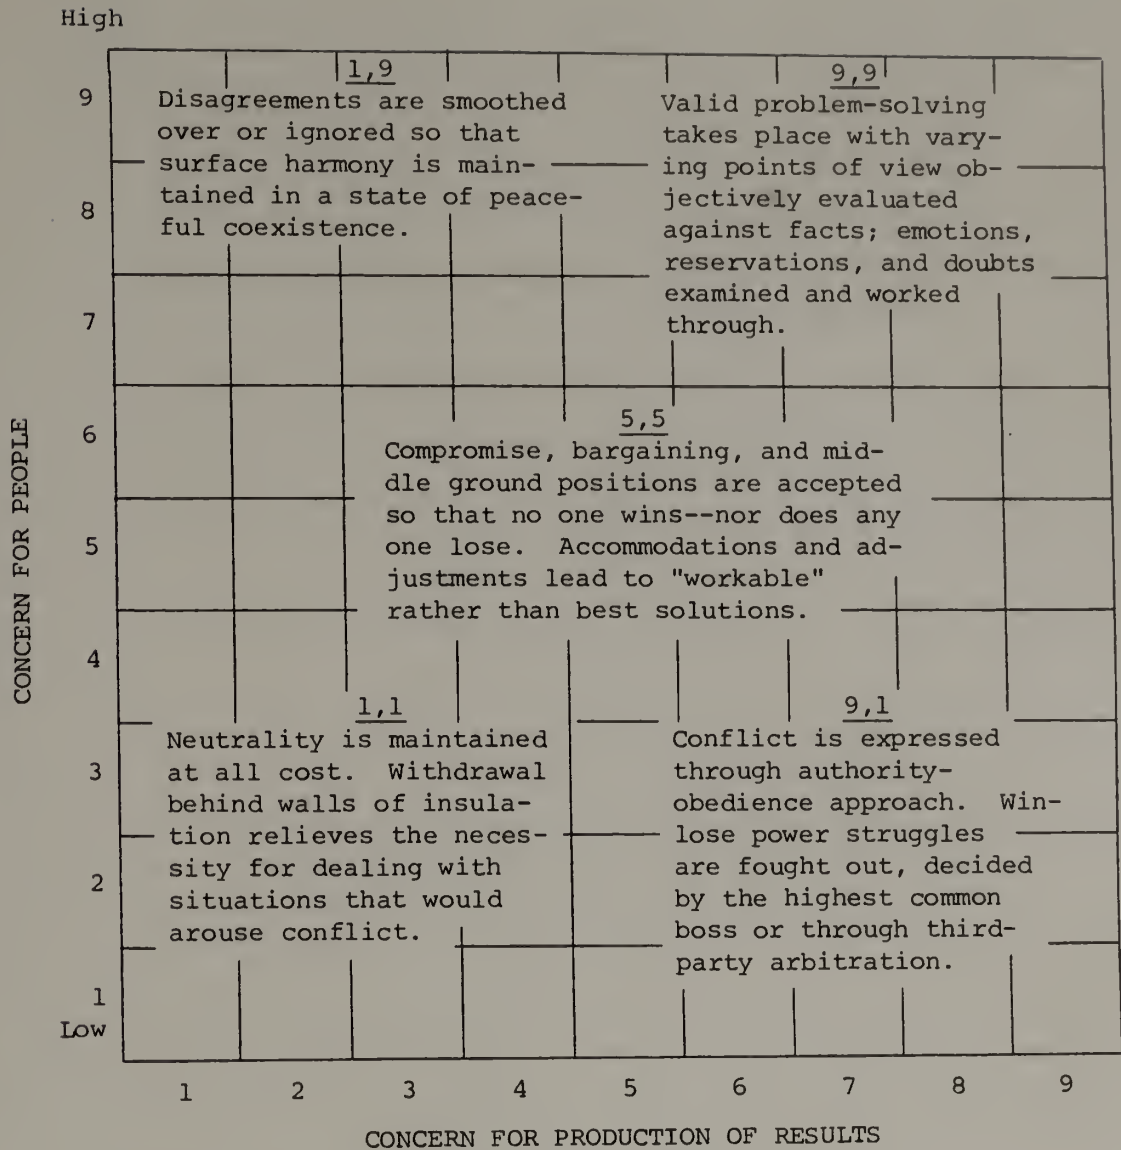 High
1,9
Disagreements are smoothed
over or ignored so that
surface harmony is main-
tained in a state of peace-
ful coexistence.
9,9
Valid problem-solving
takes place with vary-
ing points of view ob-
jectively evaluated
against facts; emotions,
reservations, and doubts
examined and worked
through.
5,5
Compromise, bargaining, and mid-
dle ground positions are accepted
so that no one wins--nor does any
one lose. Accommodations and ad-
justments lead to "workable"
rather than best solutions.
1,1
Neutrality is maintained
at all cost. Withdrawal
behind walls of insula-
tion relieves the neces-
sity for dealing with
situations that would
arouse conflict.
9,1
Conflict is expressed
through authority-
obedience approach. Win-
lose power struggles
are fought out, decided
by the highest common
boss or through third-
party arbitration.
9
8
7
6
5
4
3
2
1
Low
CONCERN FOR PEOPLE
1 2 3 4 5 6 7 8 9
CONCERN FOR PRODUCTION OF RESULTS